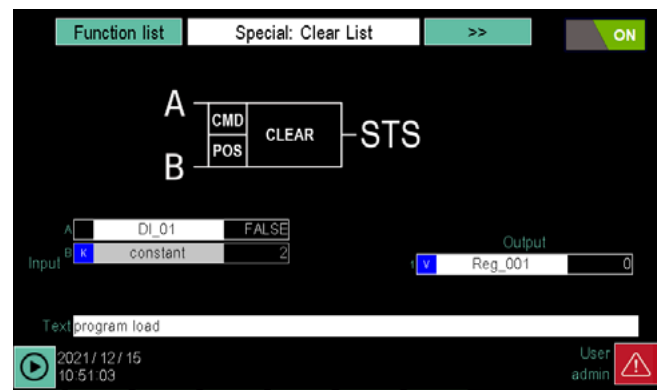 Function list Special: Clear List >> ON
A CMD CLEAR STS
B POS
A DI_01 FALSE
Input B K constant 2
Output
1 V Reg_001 0
Text program load
2021/12/15 User
10:51:03 admin